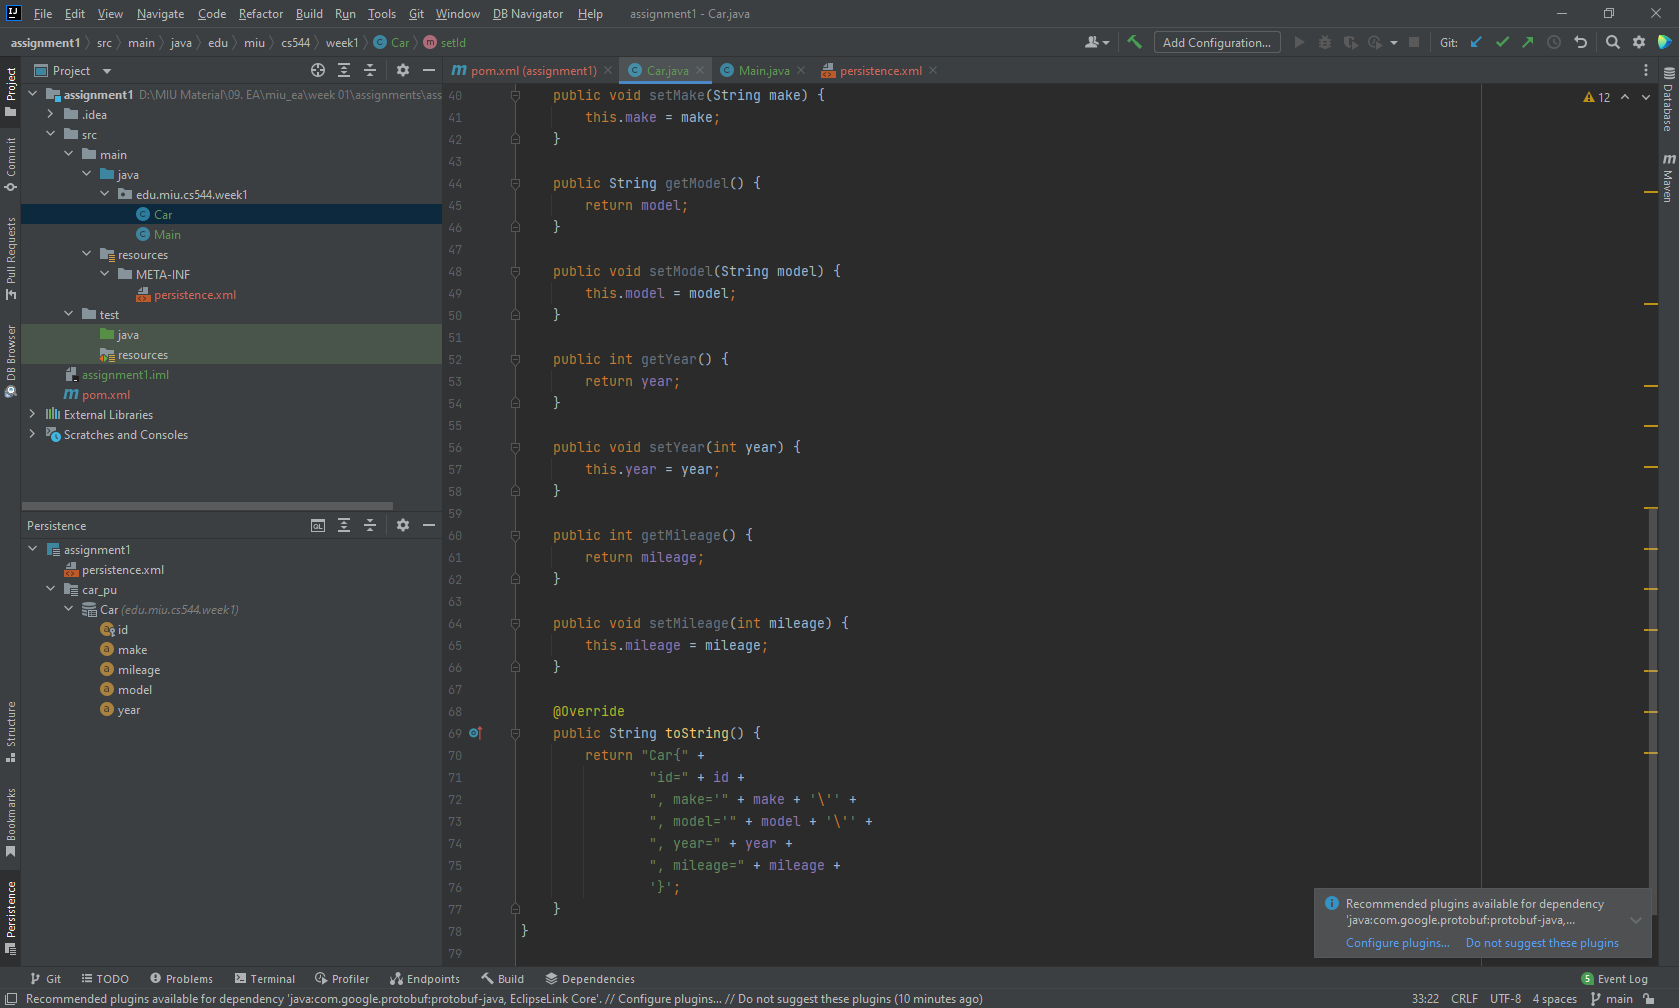 File Edit View Navigate Code Refactor Build Run Tools Git Window DB Navigator Help assignment1 - Car.java
assignment1 src main java edu miu cs544 week1 Car setId
Add Configuration...
Git:
Project
pom.xml (assignment1)
Car.java
Main.java
persistence.xml
Project
Commit
Pull Requests
DB Browser
Structure
Bookmarks
Persistence
assignment1 D:\MIU Material\09. EA\miu_ea\week 01\assignments\ass
.idea
src
main
java
edu.miu.cs544.week1
Car
Main
resources
META-INF
persistence.xml
test
java
resources
assignment1.iml
pom.xml
External Libraries
Scratches and Consoles
Persistence
assignment1
persistence.xml
car_pu
Car (edu.miu.cs544.week1)
id
make
mileage
model
year
40 public void setMake(String make) {
41 this.make = make;
42 }
43
44 public String getModel() {
45 return model;
46 }
47
48 public void setModel(String model) {
49 this.model = model;
50 }
51
52 public int getYear() {
53 return year;
54 }
55
56 public void setYear(int year) {
57 this.year = year;
58 }
59
60 public int getMileage() {
61 return mileage;
62 }
63
64 public void setMileage(int mileage) {
65 this.mileage = mileage;
66 }
67
68 @Override
69 public String toString() {
70 return "Car{" +
71 "id=" + id +
72 ", make='" + make + '\'' +
73 ", model='" + model + '\'' +
74 ", year=" + year +
75 ", mileage=" + mileage +
76 '}';
77 }
78 }
79
12
Database
Maven
Recommended plugins available for dependency
'java:com.google.protobuf:protobuf-java,...
Configure plugins... Do not suggest these plugins
Git TODO Problems Terminal Profiler Endpoints Build Dependencies
5 Event Log
Recommended plugins available for dependency 'java:com.google.protobuf:protobuf-java, EclipseLink Core'. // Configure plugins... // Do not suggest these plugins (10 minutes ago)
33:22 CRLF UTF-8 4 spaces main